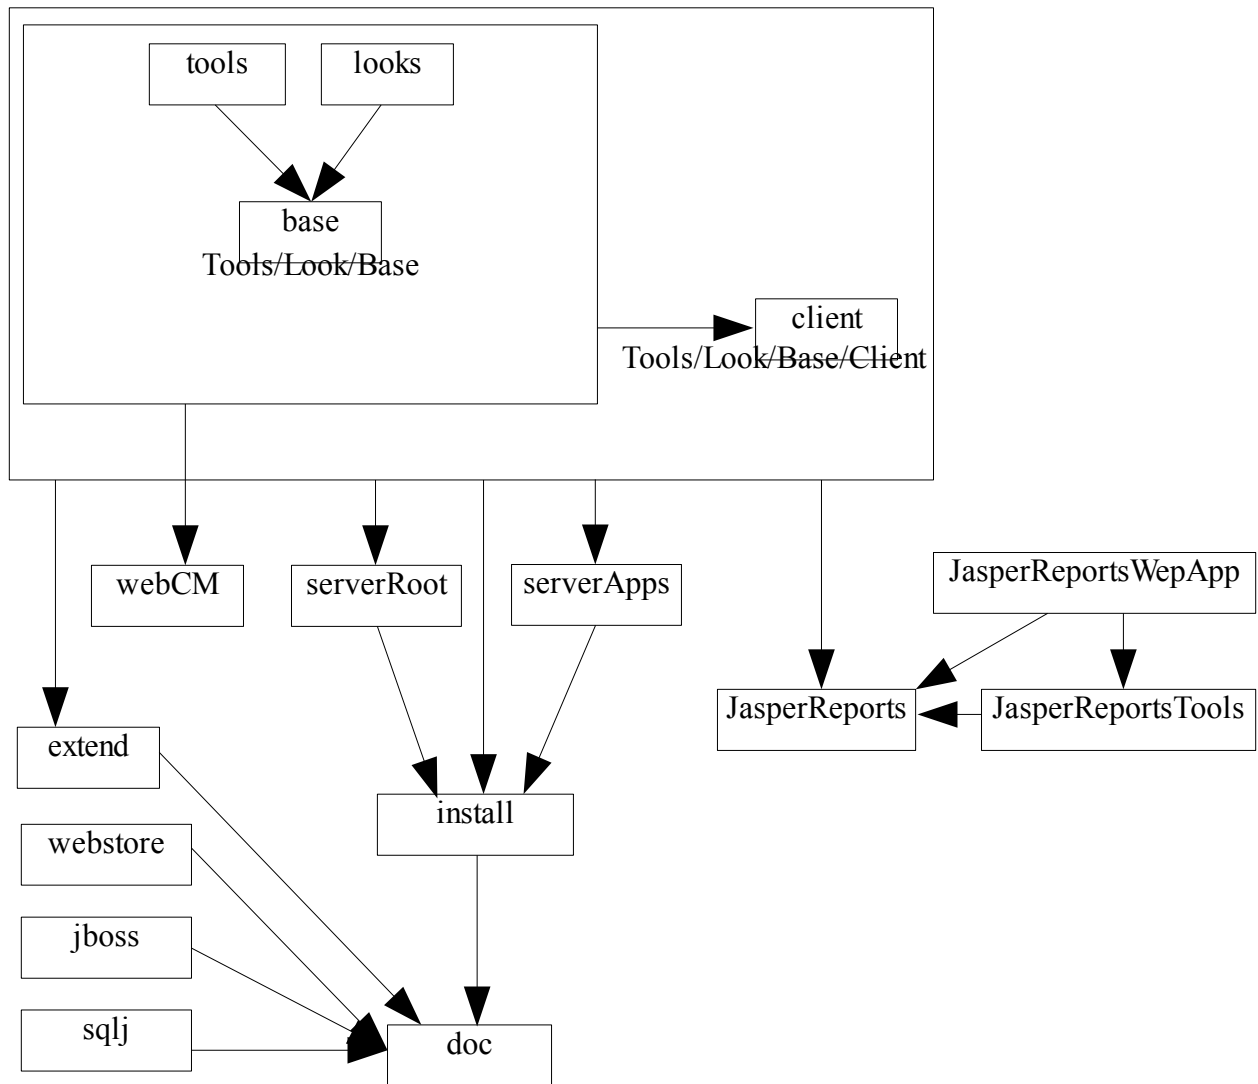 tools
looks
base
Tools/Look/Base
client
Tools/Look/Base/Client
webCM
serverRoot
serverApps
JasperReportsWepApp
JasperReports
JasperReportsTools
extend
install
webstore
jboss
sqlj
doc